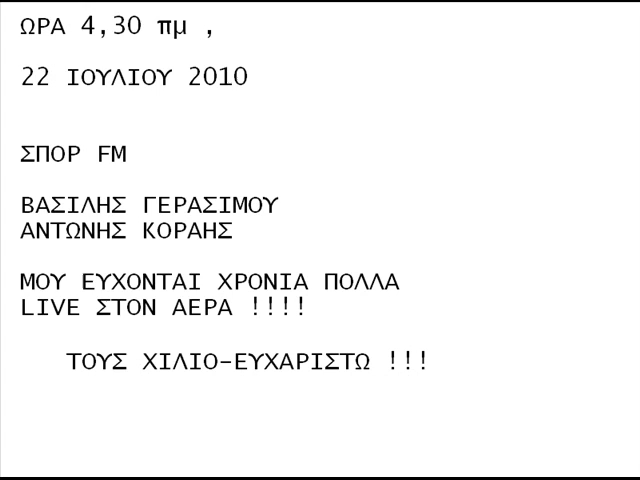 ΩΡΑ 4,30 πμ ,
22 ΙΟΥΛΙΟΥ 2010
ΣΠΟΡ FM
ΒΑΣΙΛΗΣ ΓΕΡΑΣΙΜΟΥ
ΑΝΤΩΝΗΣ ΚΟΡΑΗΣ
ΜΟΥ ΕΥΧΟΝΤΑΙ ΧΡΟΝΙΑ ΠΟΛΛΑ
LIVE ΣΤΟΝ ΑΕΡΑ !!!!
ΤΟΥΣ ΧΙΛΙΟ-ΕΥΧΑΡΙΣΤΩ !!!